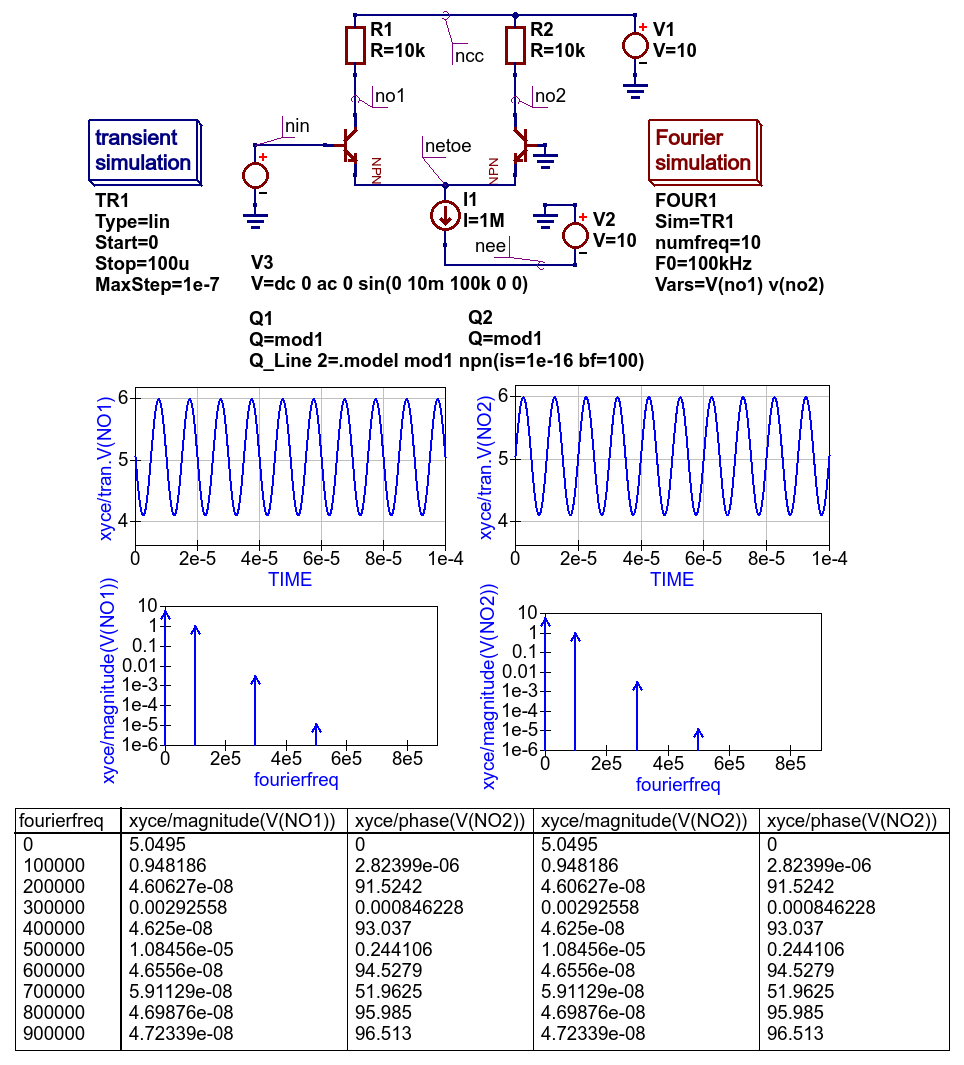 R1
R=10k
R2
R=10k
V1
V=10
ncc
no1
no2
nin
netoe
transient
simulation
NPN
NPN
Fourier
simulation
TR1
Type=lin
Start=0
Stop=100u
MaxStep=1e-7
I1
I=1M
V2
V=10
nee
FOUR1
Sim=TR1
numfreq=10
F0=100kHz
Vars=V(no1) v(no2)
V3
V=dc 0 ac 0 sin(0 10m 100k 0 0)
Q1
Q=mod1
Q2
Q=mod1
Q_Line 2=.model mod1 npn(is=1e-16 bf=100)
xyce/tran.V(NO1)
6
5
4
0 2e-5 4e-5 6e-5 8e-5 1e-4
TIME
xyce/tran.V(NO2)
6
5
4
0 2e-5 4e-5 6e-5 8e-5 1e-4
TIME
xyce/magnitude(V(NO1))
10
1
0.1
0.01
1e-3
1e-4
1e-5
1e-6
0 2e5 4e5 6e5 8e5
fourierfreq
xyce/magnitude(V(NO2))
10
1
0.1
0.01
1e-3
1e-4
1e-5
1e-6
0 2e5 4e5 6e5 8e5
fourierfreq
fourierfreq xyce/magnitude(V(NO1)) xyce/phase(V(NO2)) xyce/magnitude(V(NO2)) xyce/phase(V(NO2))
0 5.0495 0 5.0495 0
100000 0.948186 2.82399e-06 0.948186 2.82399e-06
200000 4.60627e-08 91.5242 4.60627e-08 91.5242
300000 0.00292558 0.000846228 0.00292558 0.000846228
400000 4.625e-08 93.037 4.625e-08 93.037
500000 1.08456e-05 0.244106 1.08456e-05 0.244106
600000 4.6556e-08 94.5279 4.6556e-08 94.5279
700000 5.91129e-08 51.9625 5.91129e-08 51.9625
800000 4.69876e-08 95.985 4.69876e-08 95.985
900000 4.72339e-08 96.513 4.72339e-08 96.513